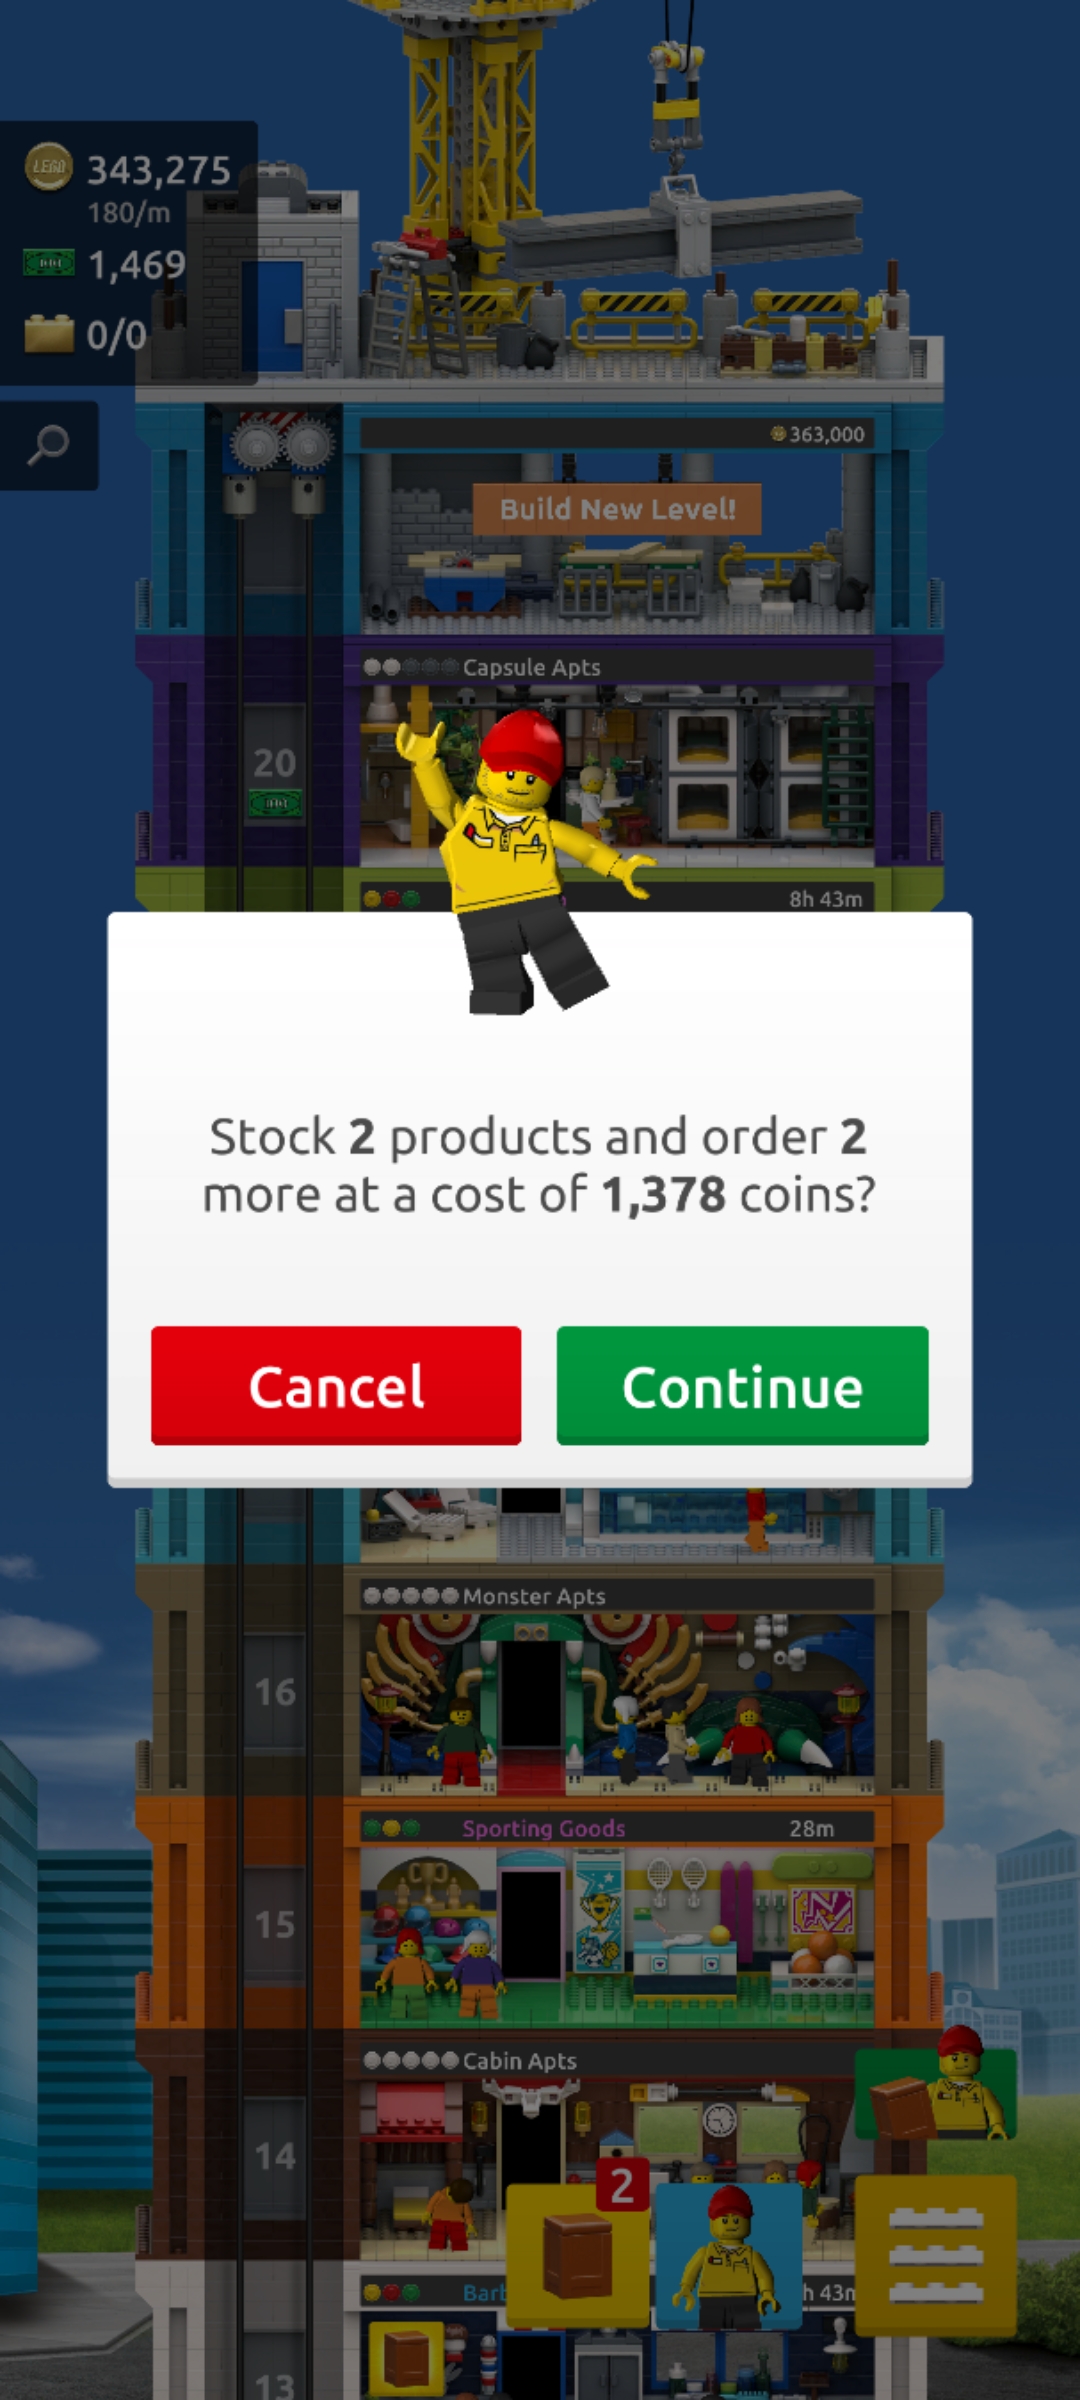 LEGO 343,275
180/m
1,469
0/0
363,000
Build New Level!
Capsule Apts
20
8h 43m
Stock 2 products and order 2
more at a cost of 1,378 coins?
Cancel
Continue
Monster Apts
16
Sporting Goods 28m
15
Cabin Apts
14
2
Barb
h 43m
13